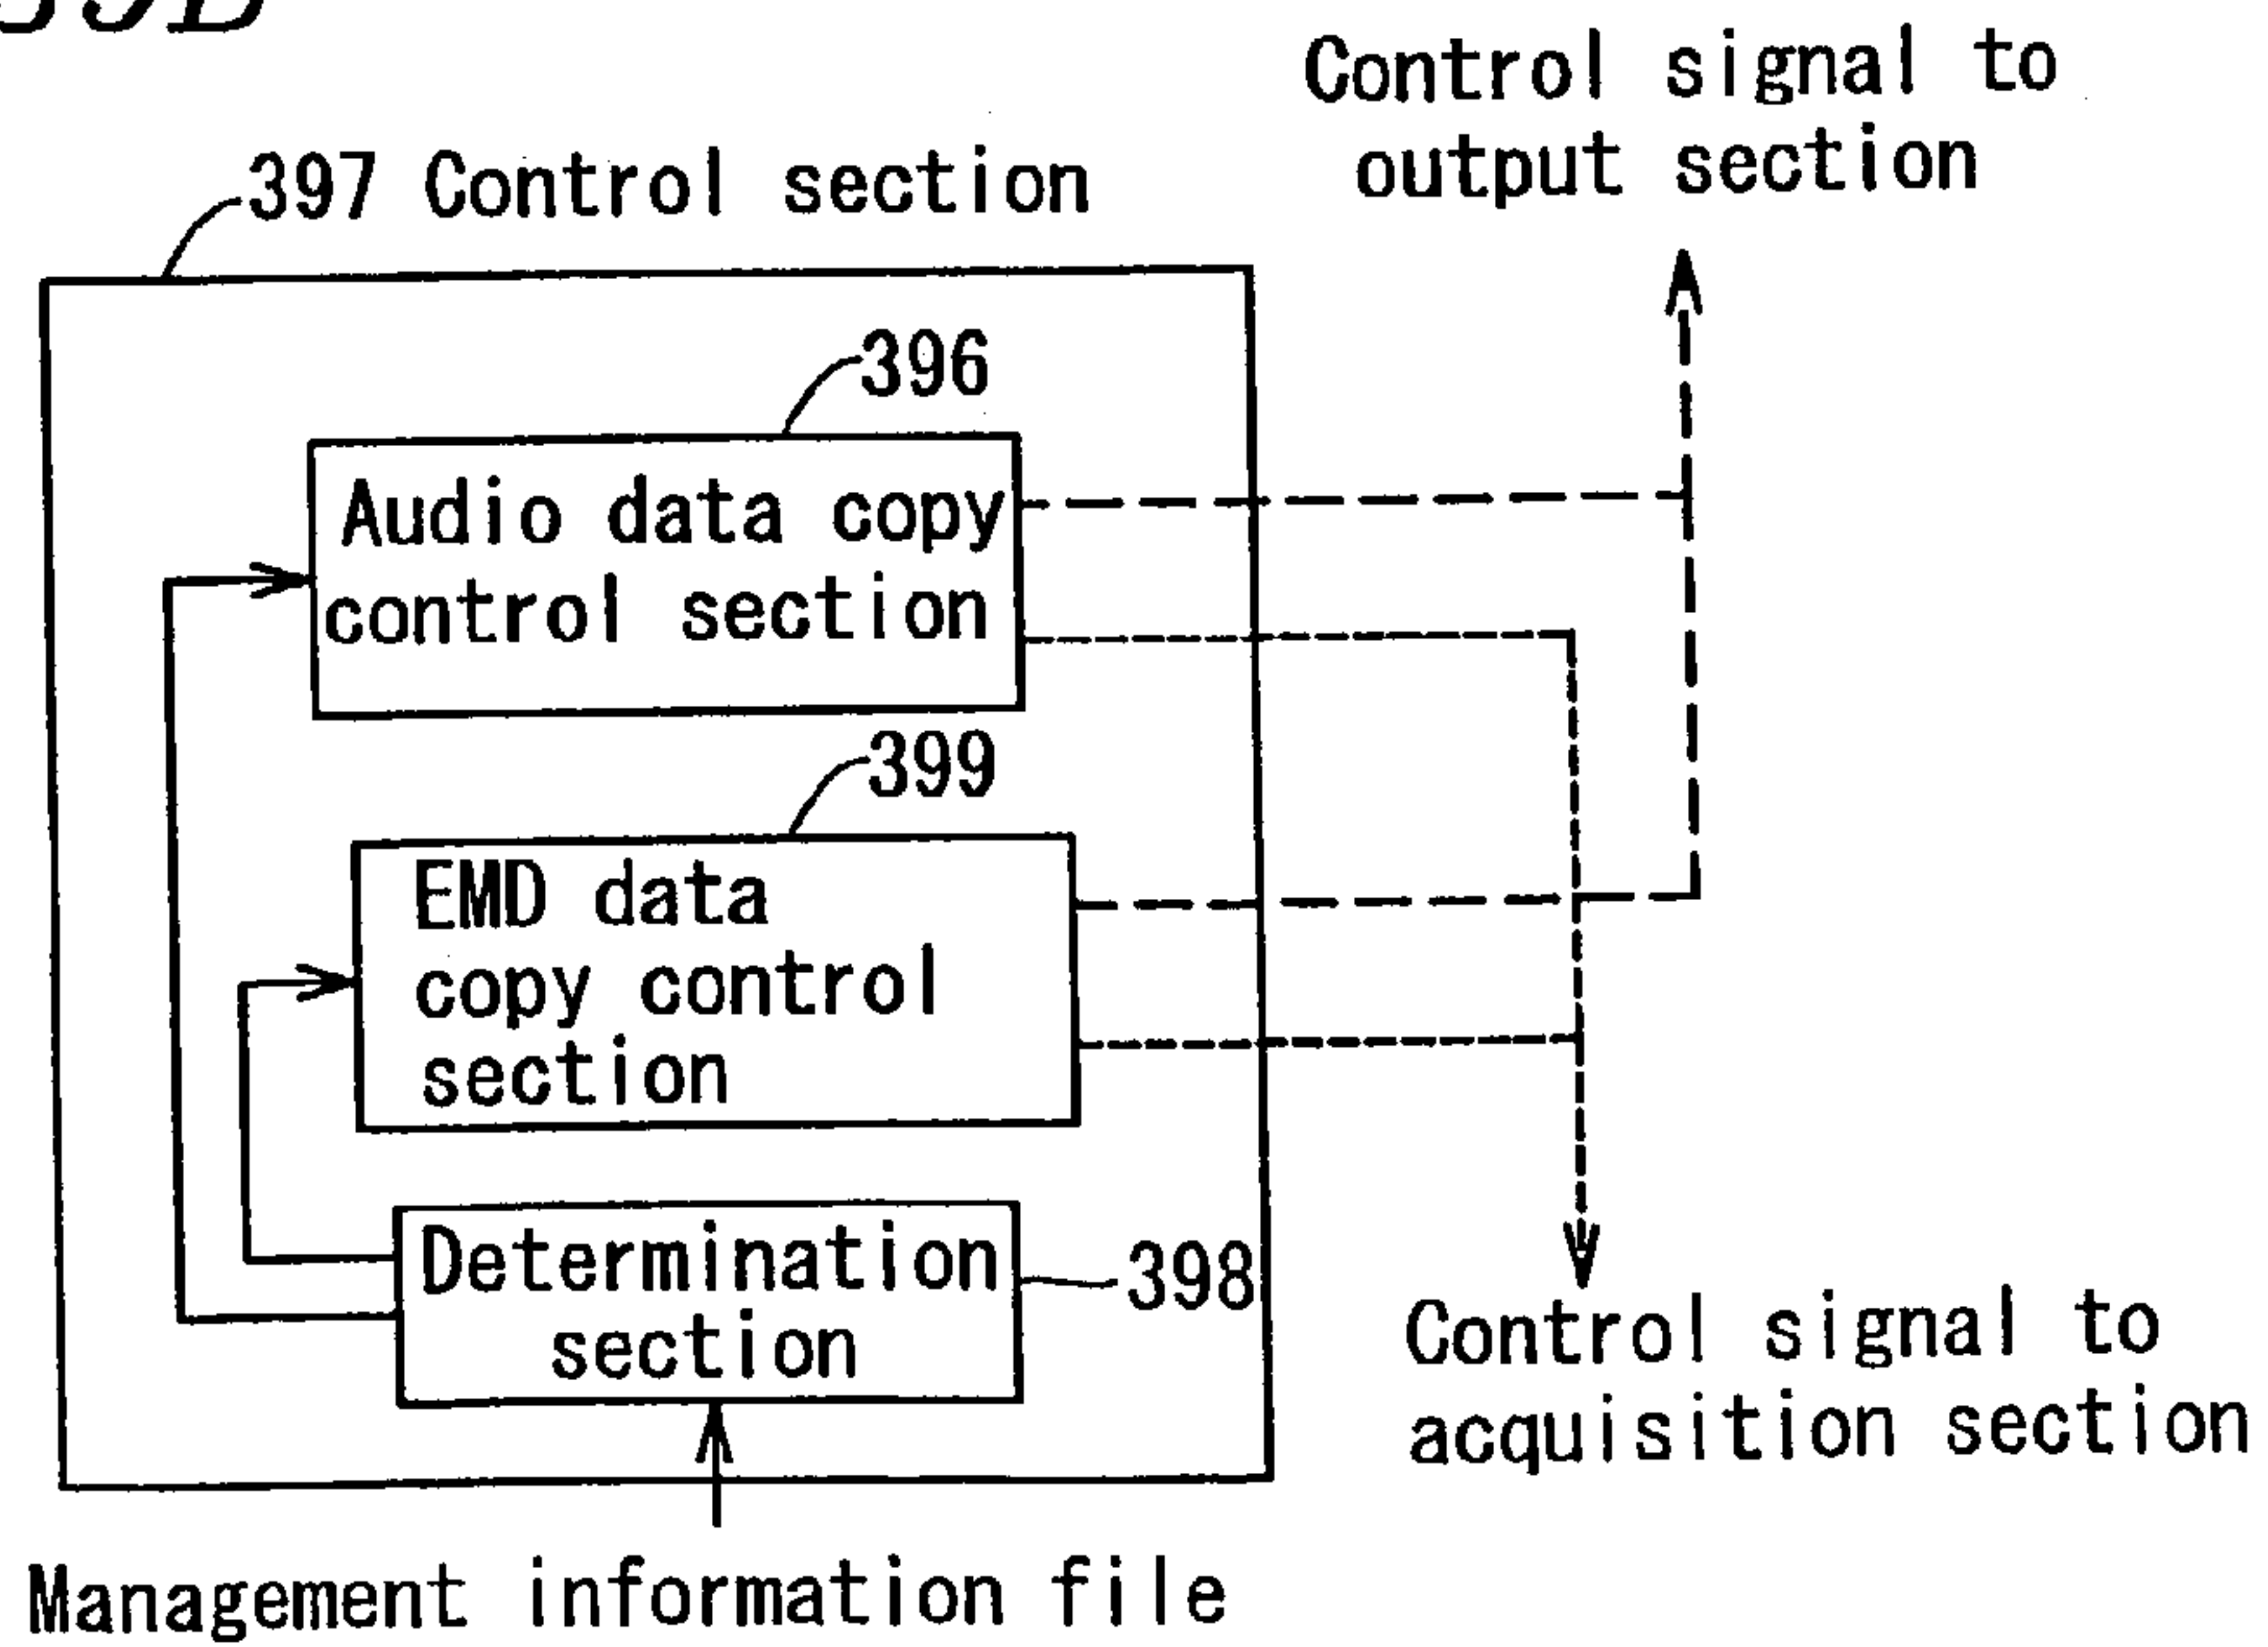 Control signal to
output section
397 Control section
396
Audio data copy
control section
399
EMD data
copy control
section
Determination
section
398
Control signal to
acquisition section
Management information file